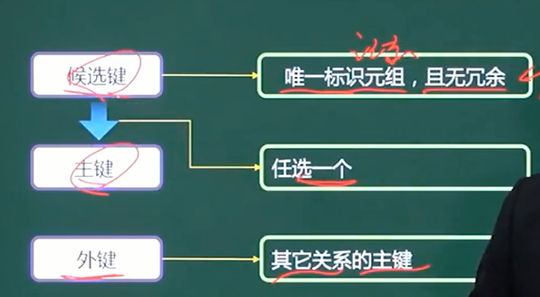 候选键
唯一标识元组，且无冗余
主键
任选一个
外键
其它关系的主键